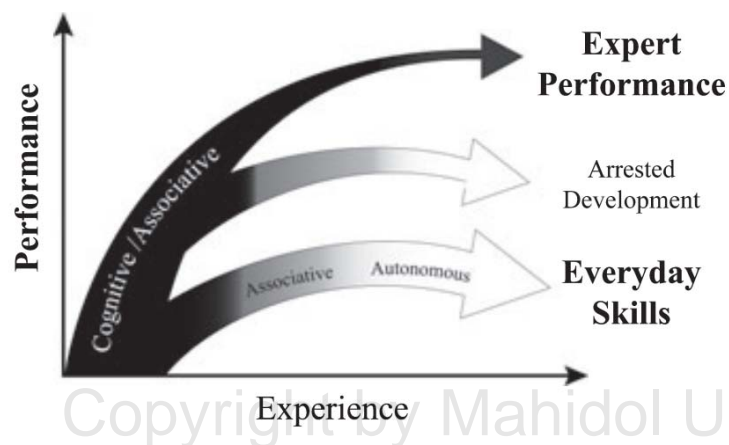 Performance
Cognitive /Associative
Associative
Autonomous
Expert
Performance
Arrested
Development
Everyday
Skills
Experience
Copyright by Mahidol U